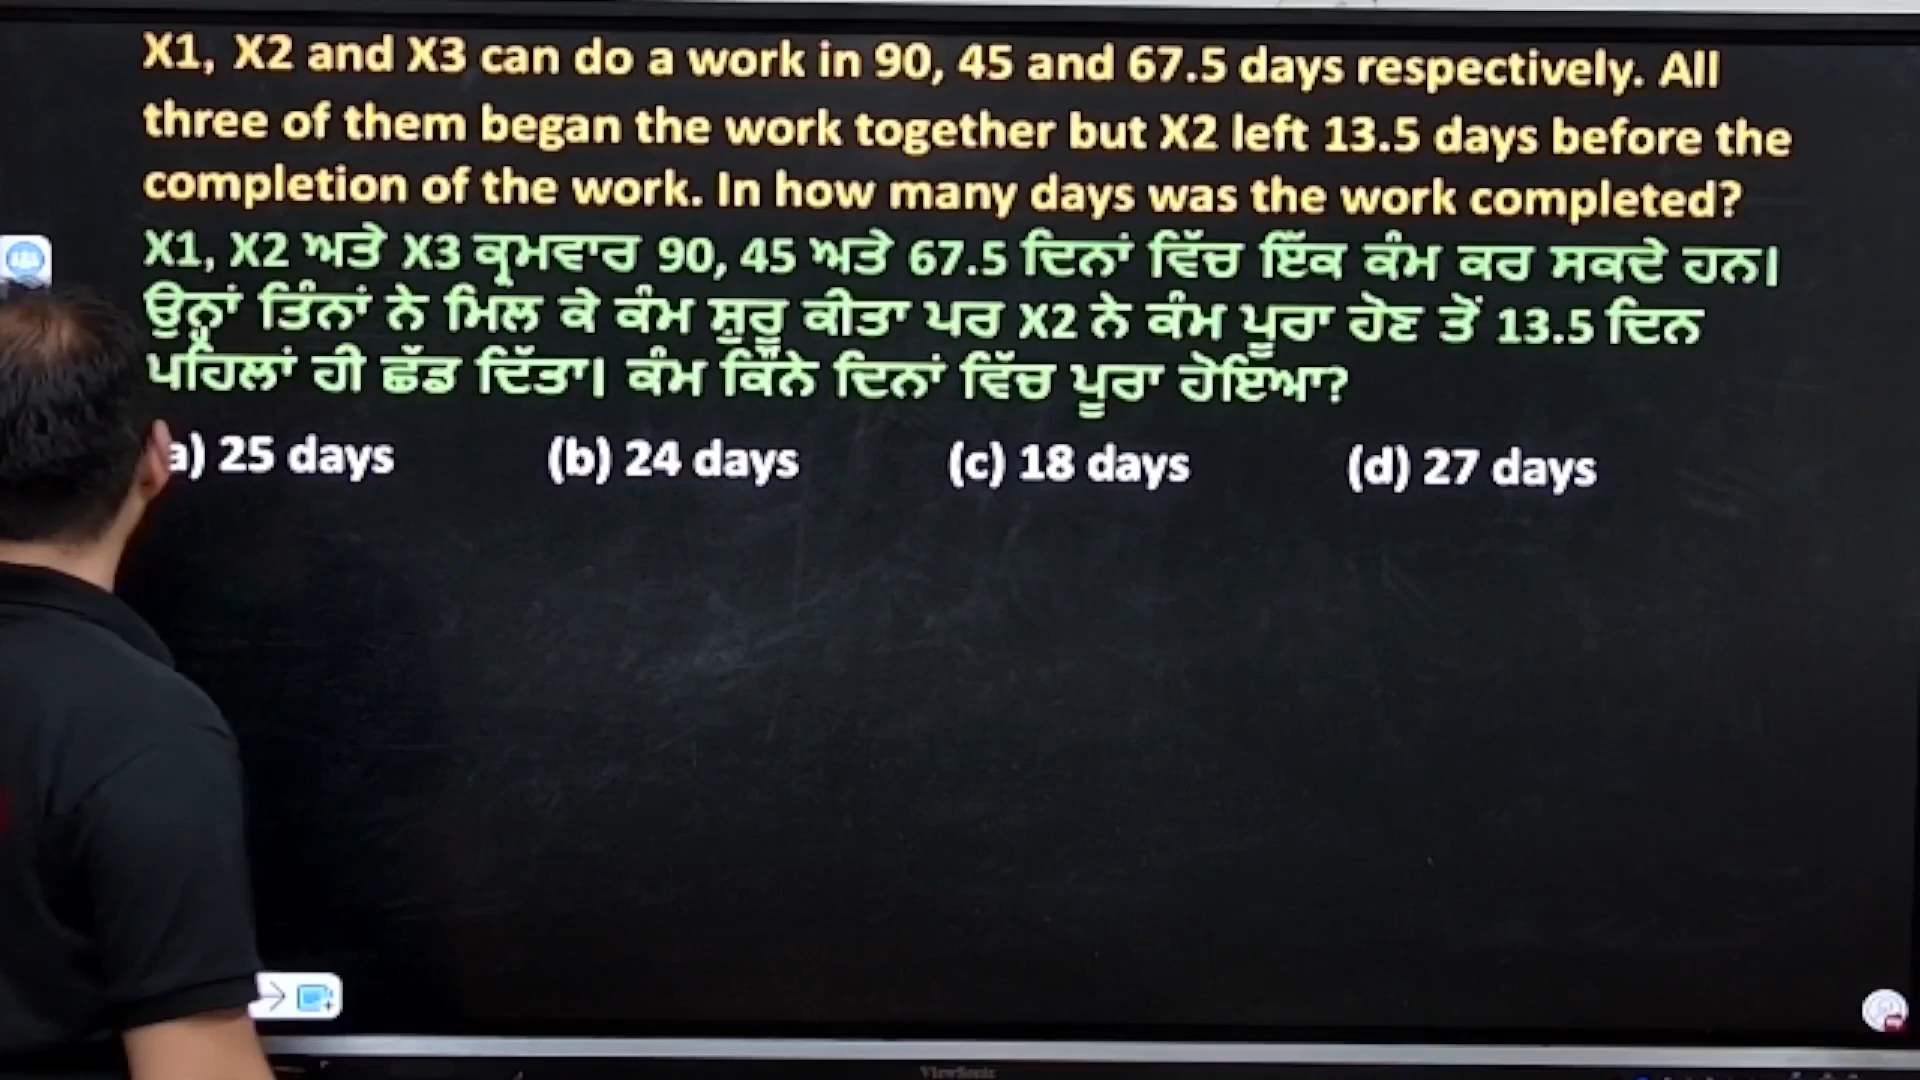 X1, X2 and X3 can do a work in 90, 45 and 67.5 days respectively. All
three of them began the work together but X2 left 13.5 days before the
completion of the work. In how many days was the work completed?
X1, X2 ਅਤੇ X3 ਕ੍ਰਮਵਾਰ 90, 45 ਅਤੇ 67.5 ਦਿਨਾਂ ਵਿੱਚ ਇੱਕ ਕੰਮ ਕਰ ਸਕਦੇ ਹਨ।
ਉਨ੍ਹਾਂ ਤਿੰਨਾਂ ਨੇ ਮਿਲ ਕੇ ਕੰਮ ਸ਼ੁਰੂ ਕੀਤਾ ਪਰ X2 ਨੇ ਕੰਮ ਪੂਰਾ ਹੋਣ ਤੋਂ 13.5 ਦਿਨ
ਪਹਿਲਾਂ ਹੀ ਛੱਡ ਦਿੱਤਾ। ਕੰਮ ਕਿੰਨੇ ਦਿਨਾਂ ਵਿੱਚ ਪੂਰਾ ਹੋਇਆ?
a) 25 days (b) 24 days (c) 18 days (d) 27 days
ViewSonic